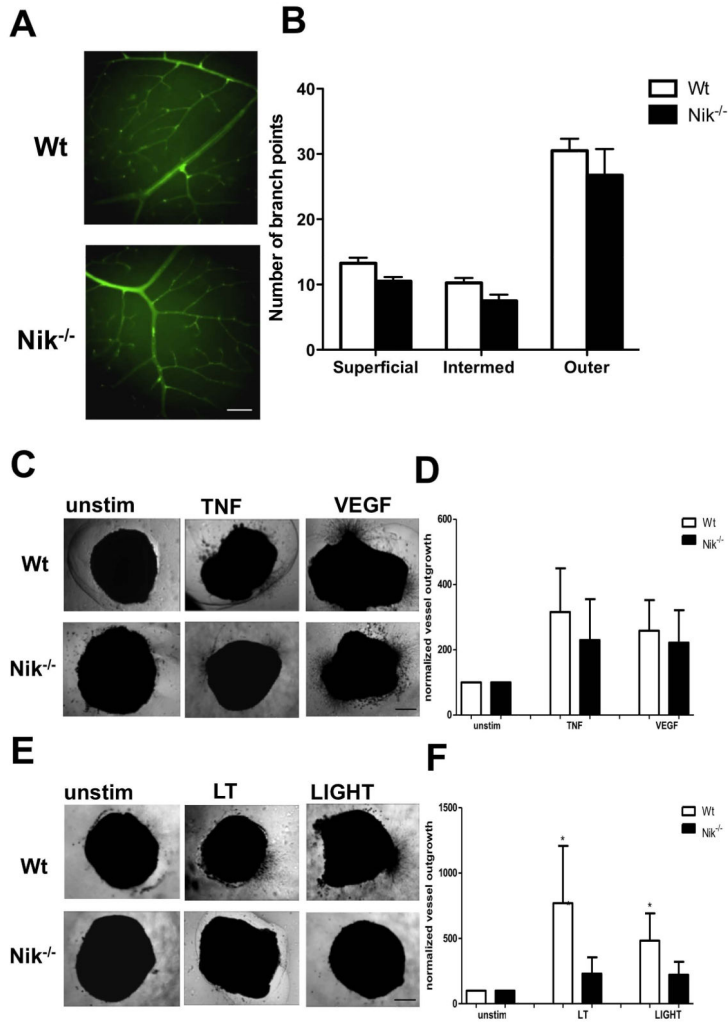 A
B
Wt
Nik-/-
Number of branch points
40
30
20
10
0
Superficial Intermed Outer
Wt
Nik-/-
C
unstim TNF VEGF
Wt
Nik-/-
D
normalized vessel outgrowth
600
400
200
0
unstim TNF VEGF
Wt
Nik-/-
E
unstim LT LIGHT
Wt
Nik-/-
F
normalized vessel outgrowth
1500
1000
500
0
* *
unstim LT LIGHT
Wt
Nik-/-